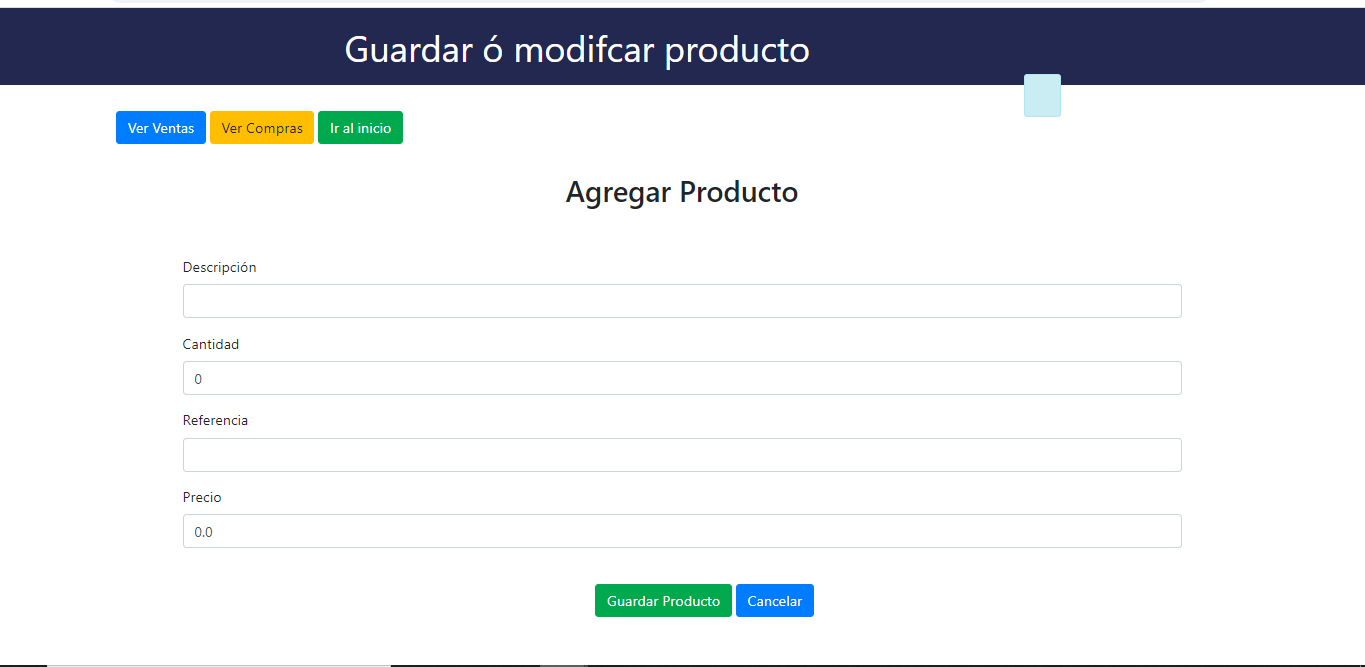 Guardar ó modifcar producto
Ver Ventas Ver Compras Ir al inicio
Agregar Producto
Descripción
Cantidad
0
Referencia
Precio
0.0
Guardar Producto Cancelar